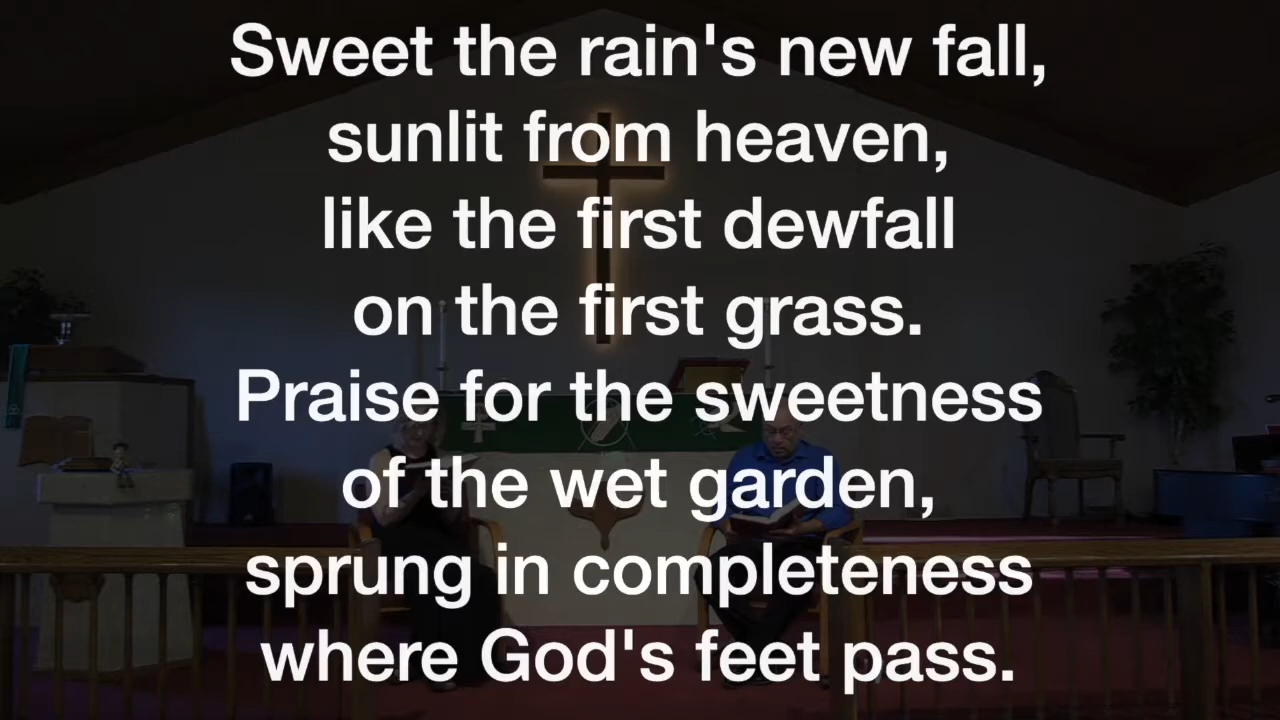 Sweet the rain's new fall,
sunlit from heaven,
like the first dewfall
on the first grass.
Praise for the sweetness
of the wet garden,
sprung in completeness
where God's feet pass.